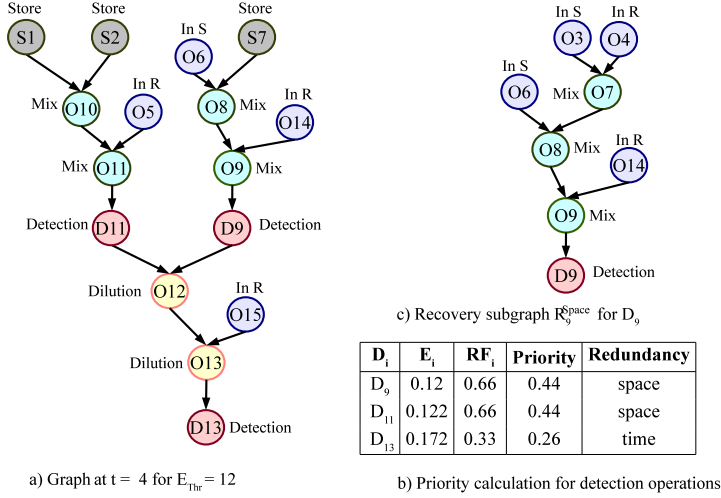 Store Store Store
S1 S2 S7
In S
O6
Mix O10
In R
O5
O8 Mix
In R
O14
Mix O11
O9 Mix
Detection D11
D9 Detection
Dilution O12
In R
O15
Dilution O13
D13 Detection
a) Graph at t = 4 for E_Thr = 12
In S In R
O3 O4
In S
O6
Mix O7
O8 Mix
In R
O14
O9 Mix
D9 Detection
c) Recovery subgraph R_9^Space for D_9
D_i E_i RF_i Priority Redundancy
D_9 0.12 0.66 0.44 space
D_11 0.122 0.66 0.44 space
D_13 0.172 0.33 0.26 time
b) Priority calculation for detection operations